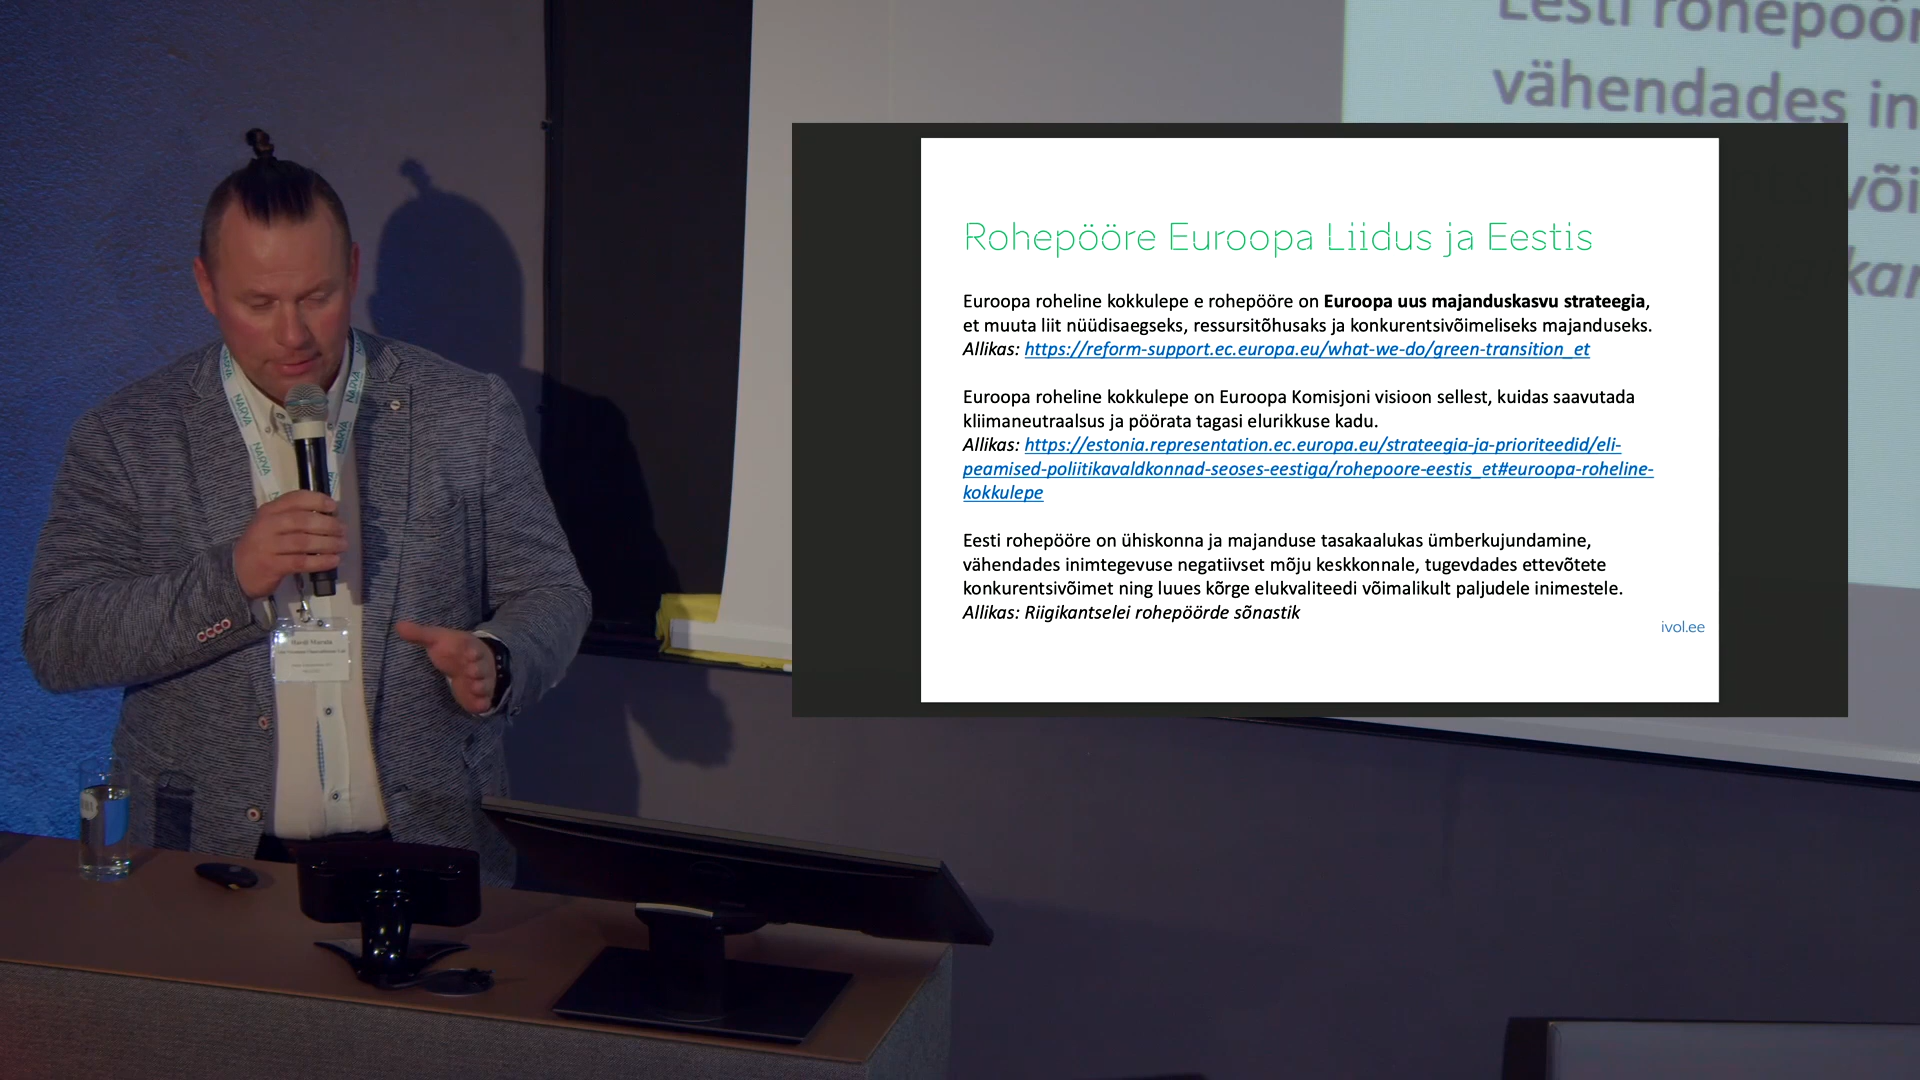 Eesti rohepöör
vähendades in
Rohepööre Euroopa Liidus ja Eestis
Euroopa roheline kokkulepe e rohepööre on Euroopa uus majanduskasvu strateegia,
et muuta liit nüüdisaegseks, ressursitõhusaks ja konkurentsivõimeliseks majanduseks.
Allikas: https://reform-support.ec.europa.eu/what-we-do/green-transition_et
Euroopa roheline kokkulepe on Euroopa Komisjoni visioon sellest, kuidas saavutada
kliimaneutraalsus ja pöörata tagasi elurikkuse kadu.
Allikas: https://estonia.representation.ec.europa.eu/strateegia-ja-prioriteedid/eli-
peamised-poliitikavaldkonnad-seoses-eestiga/rohepoore-eestis_et#euroopa-roheline-
kokkulepe
Eesti rohepööre on ühiskonna ja majanduse tasakaalukas ümberkujundamine,
vähendades inimtegevuse negatiivset mõju keskkonnale, tugevdades ettevõtete
konkurentsivõimet ning luues kõrge elukvaliteedi võimalikult paljudele inimestele.
Allikas: Riigikantselei rohepöörde sõnastik
ivol.ee
NARVA
NARVA
NARVA
NARVA
NARVA